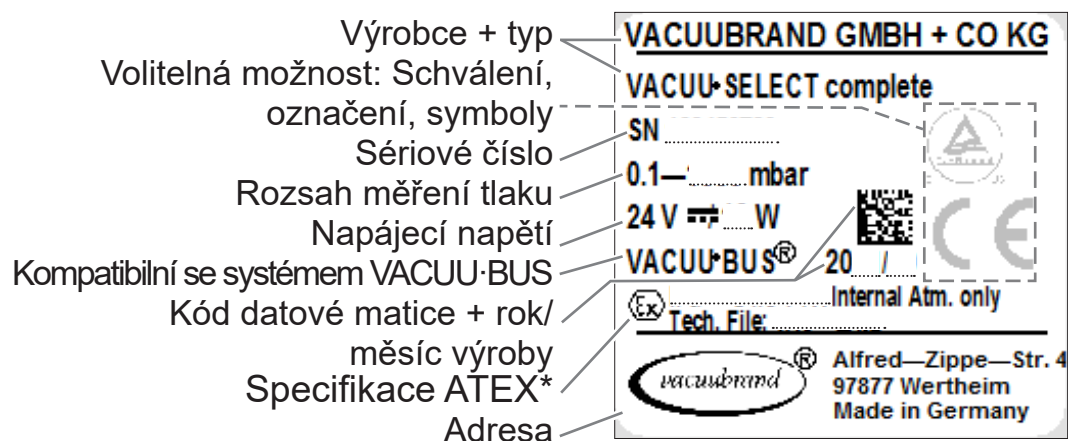 Výrobce + typ
Volitelná možnost: Schválení,
označení, symboly
Sériové číslo
Rozsah měření tlaku
Napájecí napětí
Kompatibilní se systémem VACUU·BUS
Kód datové matice + rok/
měsíc výroby
Specifikace ATEX*
Adresa
VACUUBRAND GMBH + CO KG
VACUU·SELECT complete
SN
0.1— mbar
24 V / W
VACUU·BUS® 20 /
CE
Ex Internal Atm. only
Tech. File:
vacuubrand ®
Alfred—Zippe—Str. 4
97877 Wertheim
Made in Germany